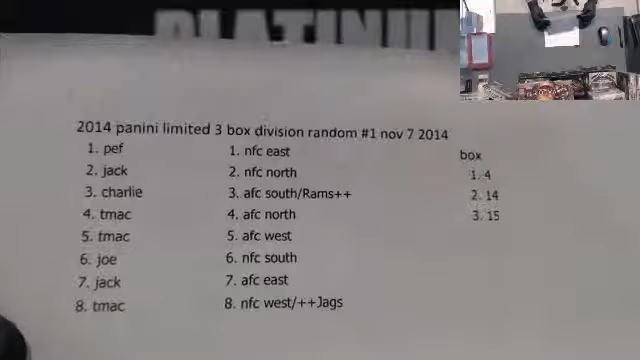 PLATINUM
2014 panini limited 3 box division random #1 nov 7 2014
1. pef 1. nfc east
2. jack 2. nfc north
3. charlie 3. afc south/Rams++
4. tmac 4. afc north
5. tmac 5. afc west
6. joe 6. nfc south
7. jack 7. afc east
8. tmac 8. nfc west/++Jags
box
1. 4
2. 14
3. 15